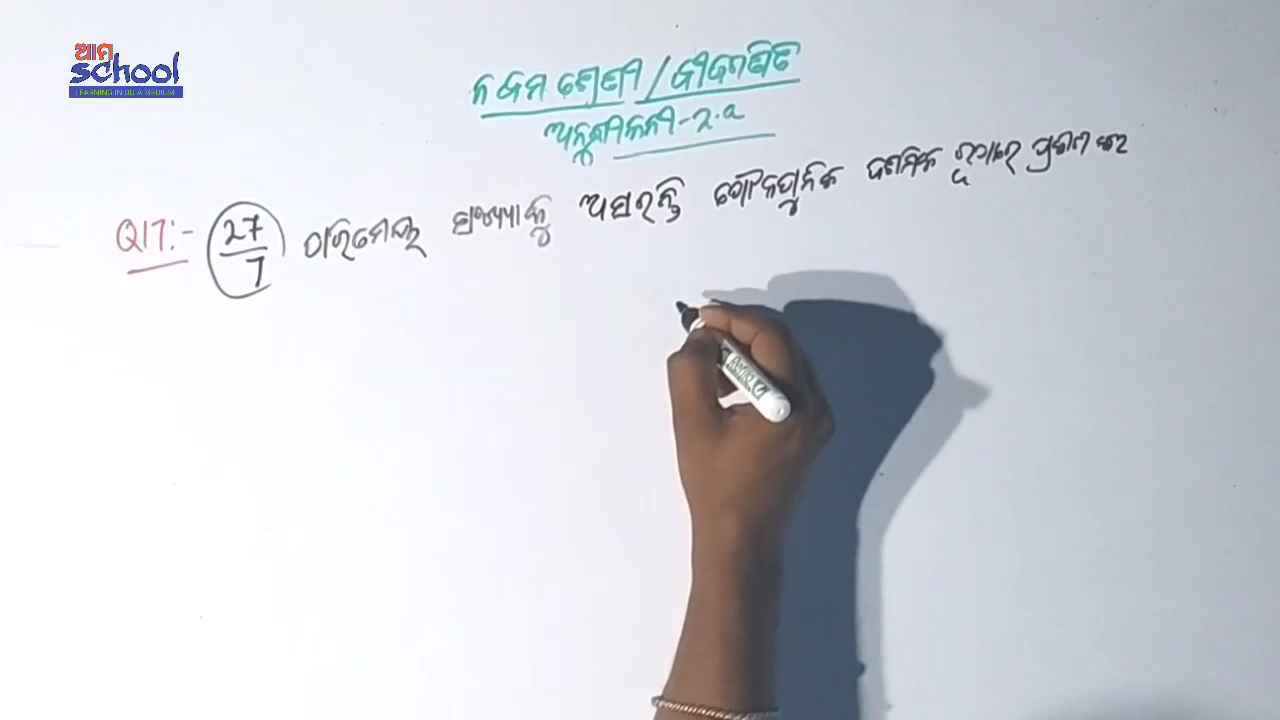 ଆମ
School
LEARNING IN ODIA MEDIUM
ନବମ ଶ୍ରେଣୀ / ବୀଜଗଣିତ
ଅନୁଶୀଳନୀ-2.a
Q17:- 27/7 ପରିମେୟ ସଂଖ୍ୟାକୁ ଅସରନ୍ତି ପୌନଃପୁନିକ ଦଶମିକ ରୂପରେ ପ୍ରକାଶ କର